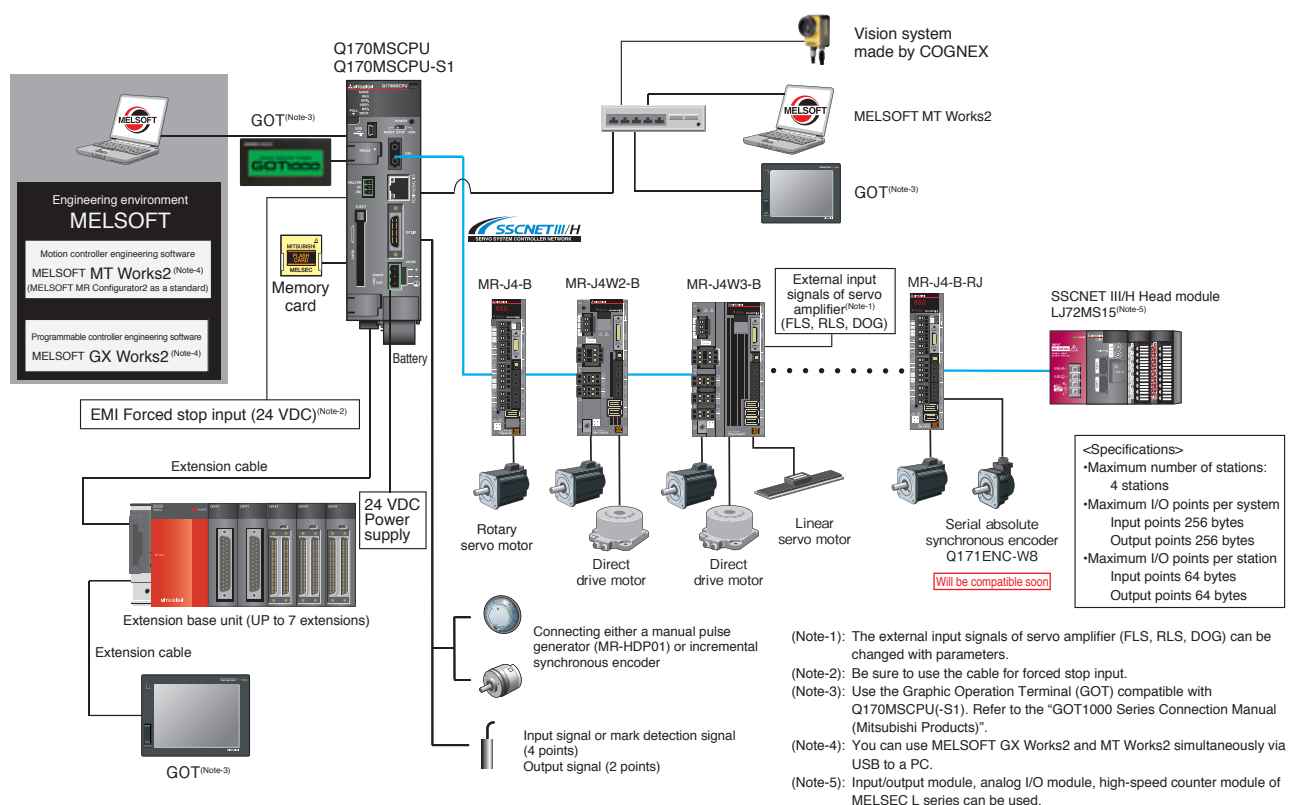 Q170MSCPU
Q170MSCPU-S1
Vision system
made by COGNEX
MELSOFT
MELSOFT MT Works2
GOT(Note-3)
MELSOFT
GOT(Note-3)
GOT1000
Engineering environment
MELSOFT
Motion controller engineering software
MELSOFT MT Works2 (Note-4)
(MELSOFT MR Configurator2 as a standard)
Programmable controller engineering software
MELSOFT GX Works2 (Note-4)
MITSUBISHI
FLASH
CARD
MELSEC
Memory
card
Battery
SSCNETIII/H
SERVO SYSTEM CONTROLLER NETWORK
MR-J4-B
MR-J4W2-B
MR-J4W3-B
External input
signals of servo
amplifier(Note-1)
(FLS, RLS, DOG)
MR-J4-B-RJ
SSCNET III/H Head module
LJ72MS15(Note-5)
EMI Forced stop input (24 VDC)(Note-2)
Extension cable
24 VDC
Power
supply
Extension base unit (UP to 7 extensions)
Extension cable
GOT(Note-3)
Rotary
servo motor
Direct
drive motor
Direct
drive motor
Linear
servo motor
Serial absolute
synchronous encoder
Q171ENC-W8
Will be compatible soon
<Specifications>
•Maximum number of stations:
4 stations
•Maximum I/O points per system
Input points 256 bytes
Output points 256 bytes
•Maximum I/O points per station
Input points 64 bytes
Output points 64 bytes
Connecting either a manual pulse
generator (MR-HDP01) or incremental
synchronous encoder
Input signal or mark detection signal
(4 points)
Output signal (2 points)
(Note-1): The external input signals of servo amplifier (FLS, RLS, DOG) can be
changed with parameters.
(Note-2): Be sure to use the cable for forced stop input.
(Note-3): Use the Graphic Operation Terminal (GOT) compatible with
Q170MSCPU(-S1). Refer to the “GOT1000 Series Connection Manual
(Mitsubishi Products)”.
(Note-4): You can use MELSOFT GX Works2 and MT Works2 simultaneously via
USB to a PC.
(Note-5): Input/output module, analog I/O module, high-speed counter module of
MELSEC L series can be used.